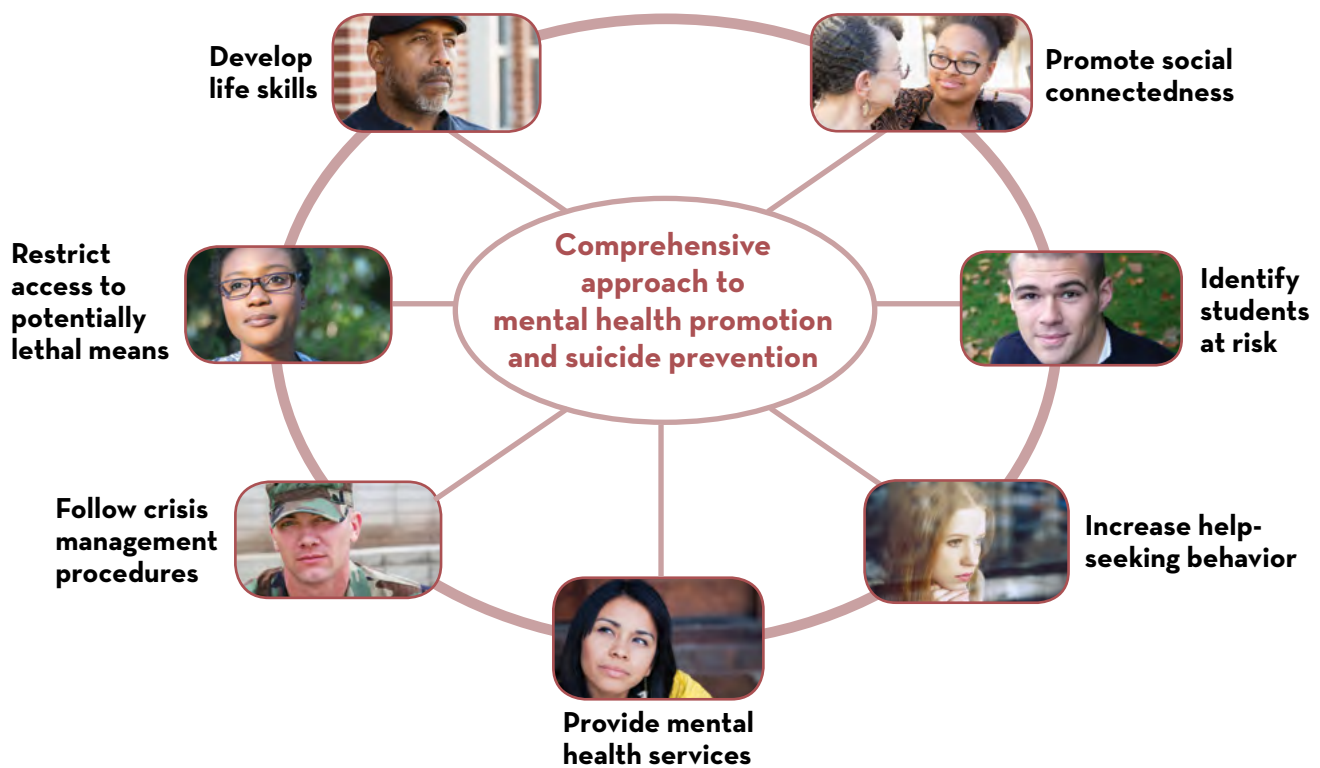 Develop
life skills
Promote social
connectedness
Restrict
access to
potentially
lethal means
Comprehensive
approach to
mental health promotion
and suicide prevention
Identify
students
at risk
Follow crisis
management
procedures
Increase help-
seeking behavior
Provide mental
health services